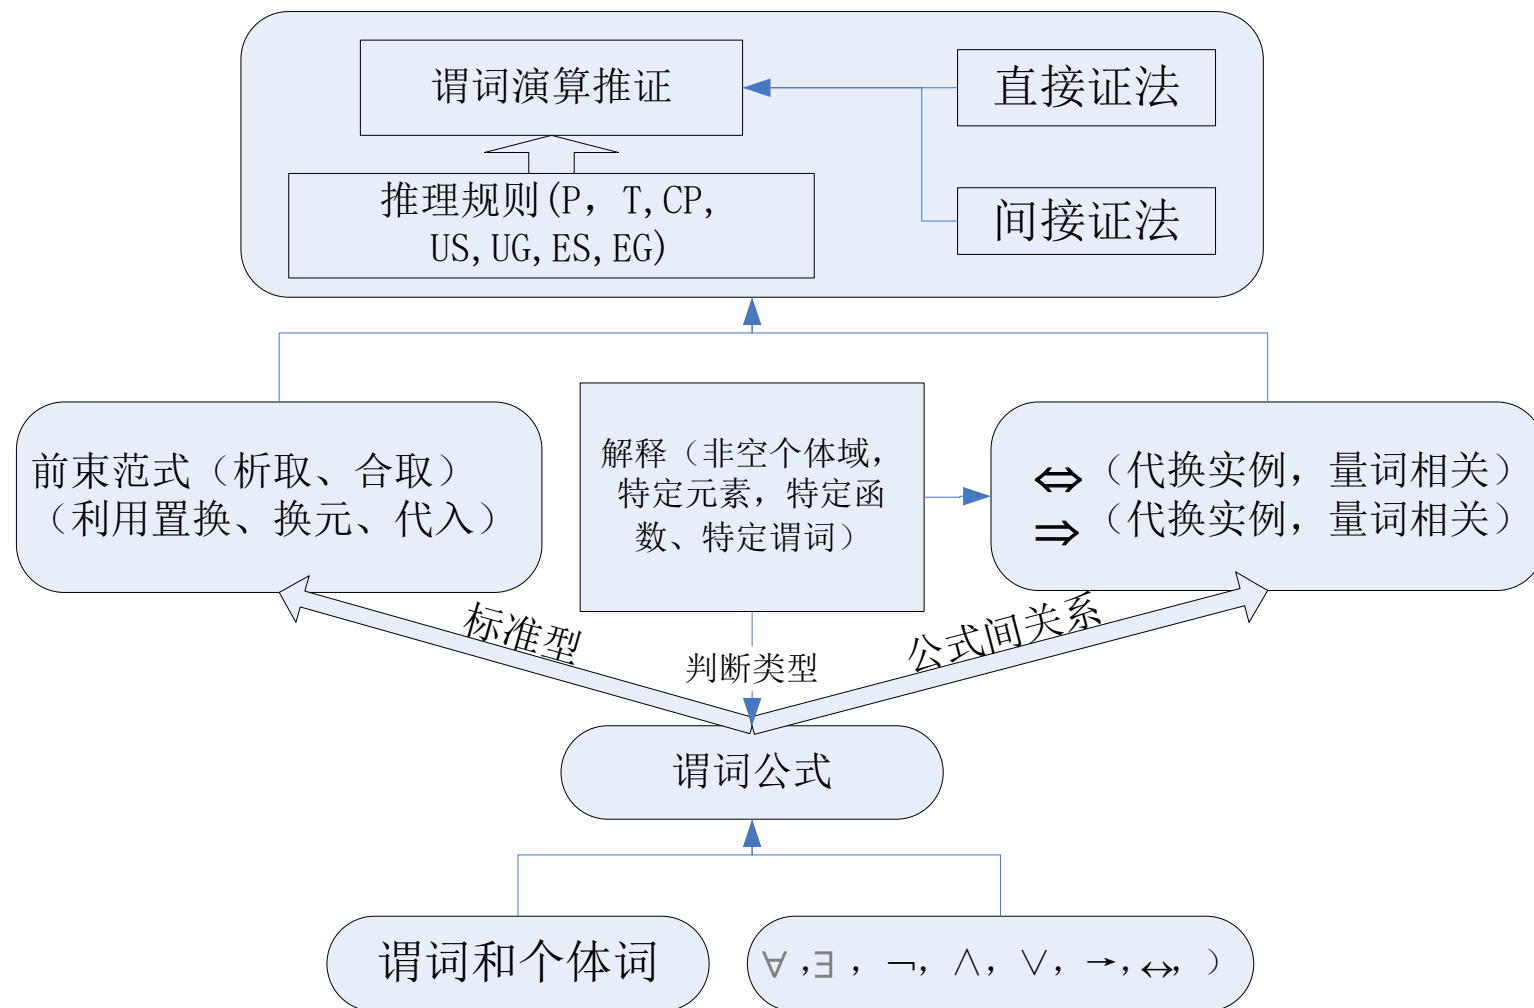 谓词演算推证
直接证法
推理规则(P，T,CP,
US,UG,ES,EG)
间接证法
前束范式（析取、合取）
（利用置换、换元、代入）
解释（非空个体域，
特定元素，特定函
数、特定谓词）
⇔（代换实例，量词相关）
⇒（代换实例，量词相关）
标准型
判断类型
公式间关系
谓词公式
谓词和个体词
∀,∃，¬，∧，∨，→,↔，）